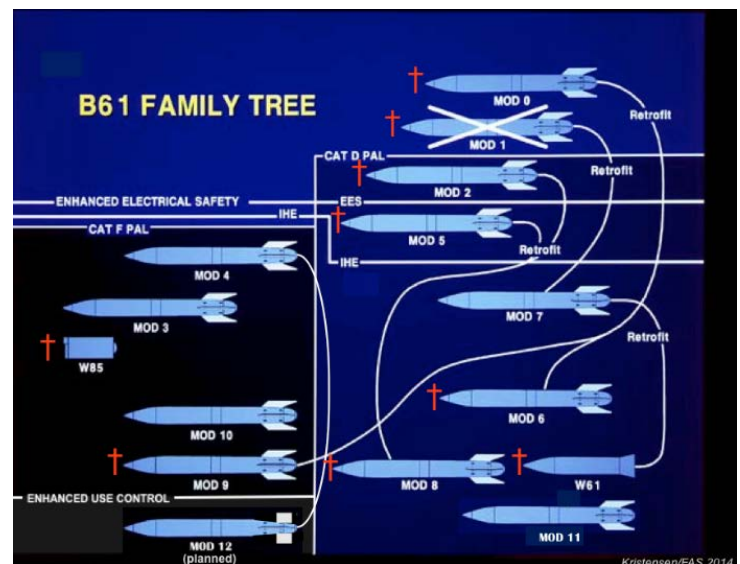 B61 FAMILY TREE
MOD 0
Retrofit
MOD 1
CAT D PAL
Retrofit
MOD 2
ENHANCED ELECTRICAL SAFETY
EES
IHE
CAT F PAL
MOD 5
Retrofit
IHE
MOD 4
MOD 3
MOD 7
Retrofit
W85
MOD 6
MOD 10
MOD 9
MOD 8
W61
ENHANCED USE CONTROL
MOD 12
(planned)
MOD 11
Kristensen/FAS 2014